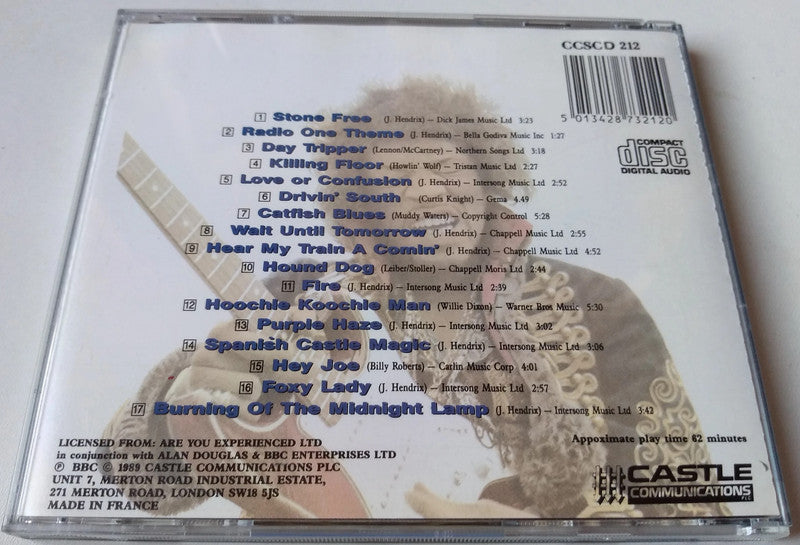 CCSCD 212
5 013428 732120
COMPACT
disc
DIGITAL AUDIO
1 Stone Free (J. Hendrix) — Dick James Music Ltd 3:23
2 Radio One Theme (J. Hendrix) — Bella Godiva Music Inc 1:27
3 Day Tripper (Lennon/McCartney) — Northern Songs Ltd 3:18
4 Killing Floor (Howlin' Wolf) — Tristan Music Ltd 2:27
5 Love or Confusion (J. Hendrix) — Intersong Music Ltd 2:52
6 Drivin' South (Curtis Knight) — Gema 4.49
7 Catfish Blues (Muddy Waters) — Copyright Control 5:28
8 Wait Until Tomorrow (J. Hendrix) — Chappell Music Ltd 2:55
9 Hear My Train A Comin' (J. Hendrix) — Chappell Music Ltd 4:52
10 Hound Dog (Leiber/Stoller) — Chappell Moris Ltd 2:44
11 Fire (J. Hendrix) — Intersong Music Ltd 2:39
12 Hoochie Koochie Man (Willie Dixon) — Warner Bros Music 5:30
13 Purple Haze (J. Hendrix) — Intersong Music Ltd 3:02
14 Spanish Castle Magic (J. Hendrix) — Intersong Music Ltd 3:06
15 Hey Joe (Billy Roberts) — Carlin Music Corp 4:01
16 Foxy Lady (J. Hendrix) — Intersong Music Ltd 2:57
17 Burning Of The Midnight Lamp (J. Hendrix) — Intersong Music Ltd 3:42
Appoximate play time 62 minutes
LICENSED FROM: ARE YOU EXPERIENCED LTD
in conjunction with ALAN DOUGLAS & BBC ENTERPRISES LTD
℗ BBC © 1989 CASTLE COMMUNICATIONS PLC
UNIT 7, MERTON ROAD INDUSTRIAL ESTATE,
271 MERTON ROAD, LONDON SW18 5JS
MADE IN FRANCE
CASTLE
COMMUNICATIONS
PLC